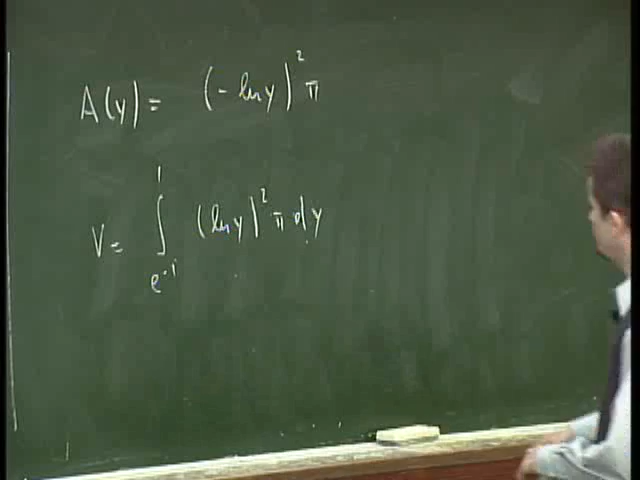 A(y) = (- ln y)² π
V = ∫_{e^{-1}}^{1} (ln y)² π dy